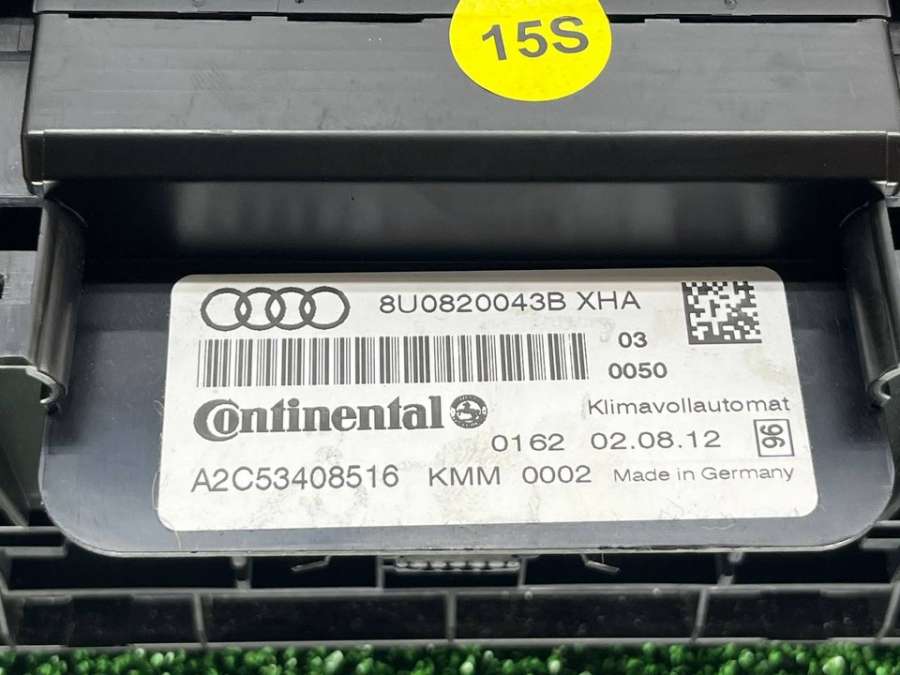 15S
8U0820043B XHA
03
0050
Continental
Klimavollautomat
0162 02.08.12 96
A2C53408516 KMM 0002 Made in Germany